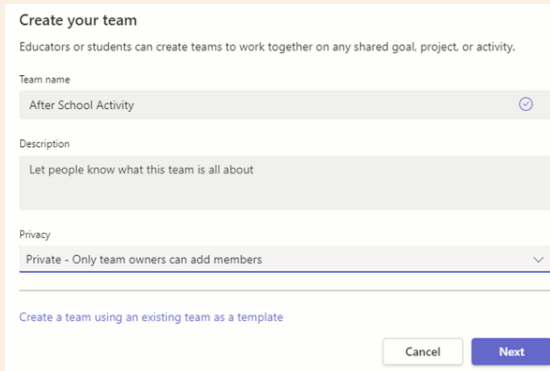 Create your team
Educators or students can create teams to work together on any shared goal, project, or activity.
Team name
After School Activity
Description
Let people know what this team is all about
Privacy
Private - Only team owners can add members
Create a team using an existing team as a template
Cancel
Next